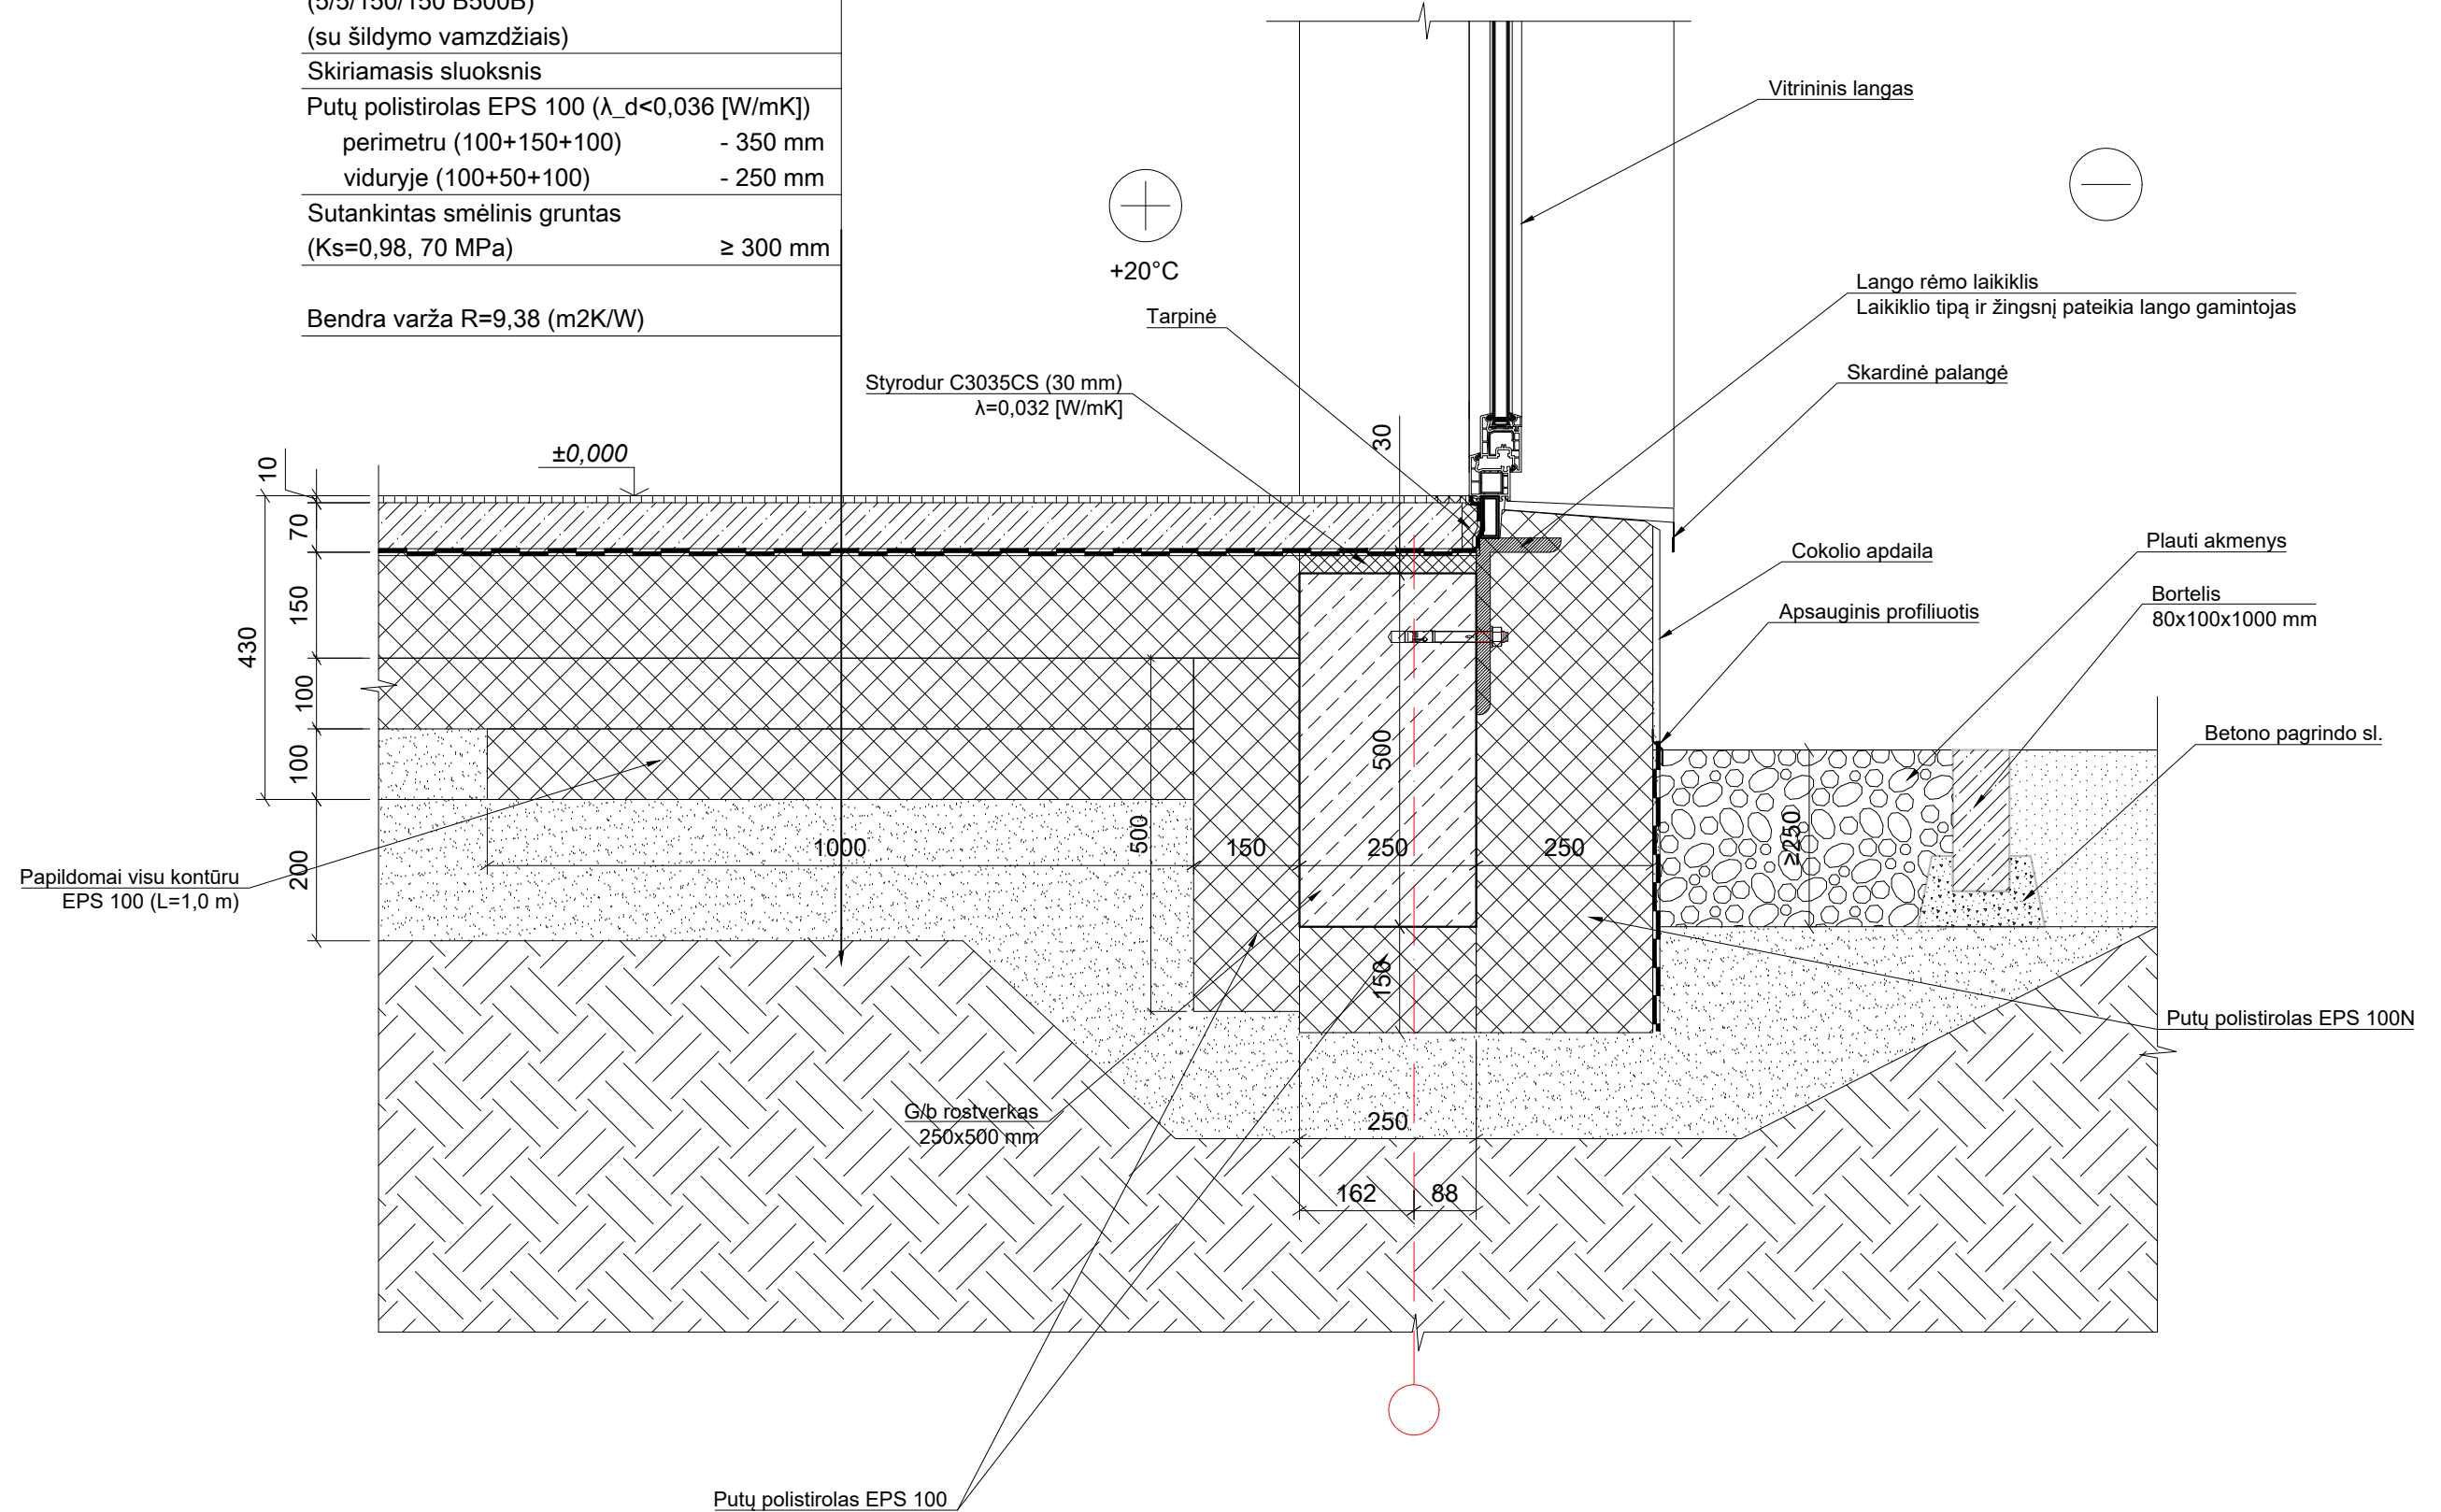 (5/5/150/150 B500B)
(su šildymo vamzdžiais)
Skiriamasis sluoksnis
Putų polistirolas EPS 100 (λ_d<0,036 [W/mK])
perimetru (100+150+100) - 350 mm
viduryje (100+50+100) - 250 mm
Sutankintas smėlinis gruntas
(Ks=0,98, 70 MPa) ≥ 300 mm
Bendra varža R=9,38 (m2K/W)
+20°C
Vitrininis langas
Lango rėmo laikiklis
Laikiklio tipą ir žingsnį pateikia lango gamintojas
Tarpinė
Skardinė palangė
Styrodur C3035CS (30 mm)
λ=0,032 [W/mK]
±0,000
10
70
150
430
100
100
200
30
500
150
500
1000
150
250
250
≥250
Cokolio apdaila
Plauti akmenys
Apsauginis profiliuotis
Bortelis
80x100x1000 mm
Betono pagrindo sl.
Papildomai visu kontūru
EPS 100 (L=1,0 m)
Putų polistirolas EPS 100N
G/b rostverkas
250x500 mm
250
162
88
Putų polistirolas EPS 100